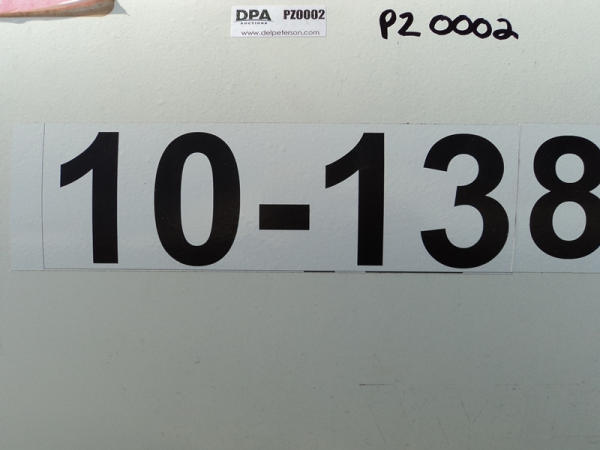 DPA PZ0002
AUCTIONS
www.delpeterson.com
PZ 0002
10-138